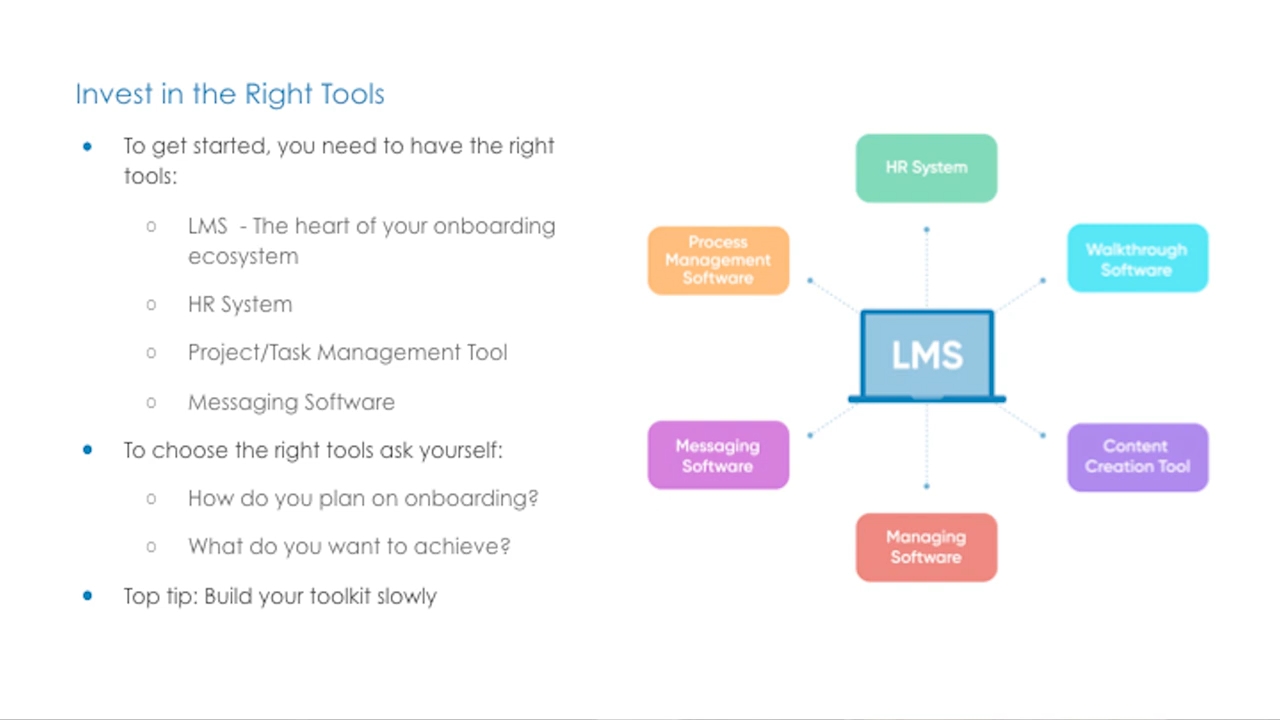 Invest in the Right Tools
• To get started, you need to have the right
tools:
o LMS - The heart of your onboarding
ecosystem
o HR System
o Project/Task Management Tool
o Messaging Software
• To choose the right tools ask yourself:
o How do you plan on onboarding?
o What do you want to achieve?
• Top tip: Build your toolkit slowly
HR System
Process
Management
Software
Walkthrough
Software
LMS
Messaging
Software
Content
Creation Tool
Managing
Software